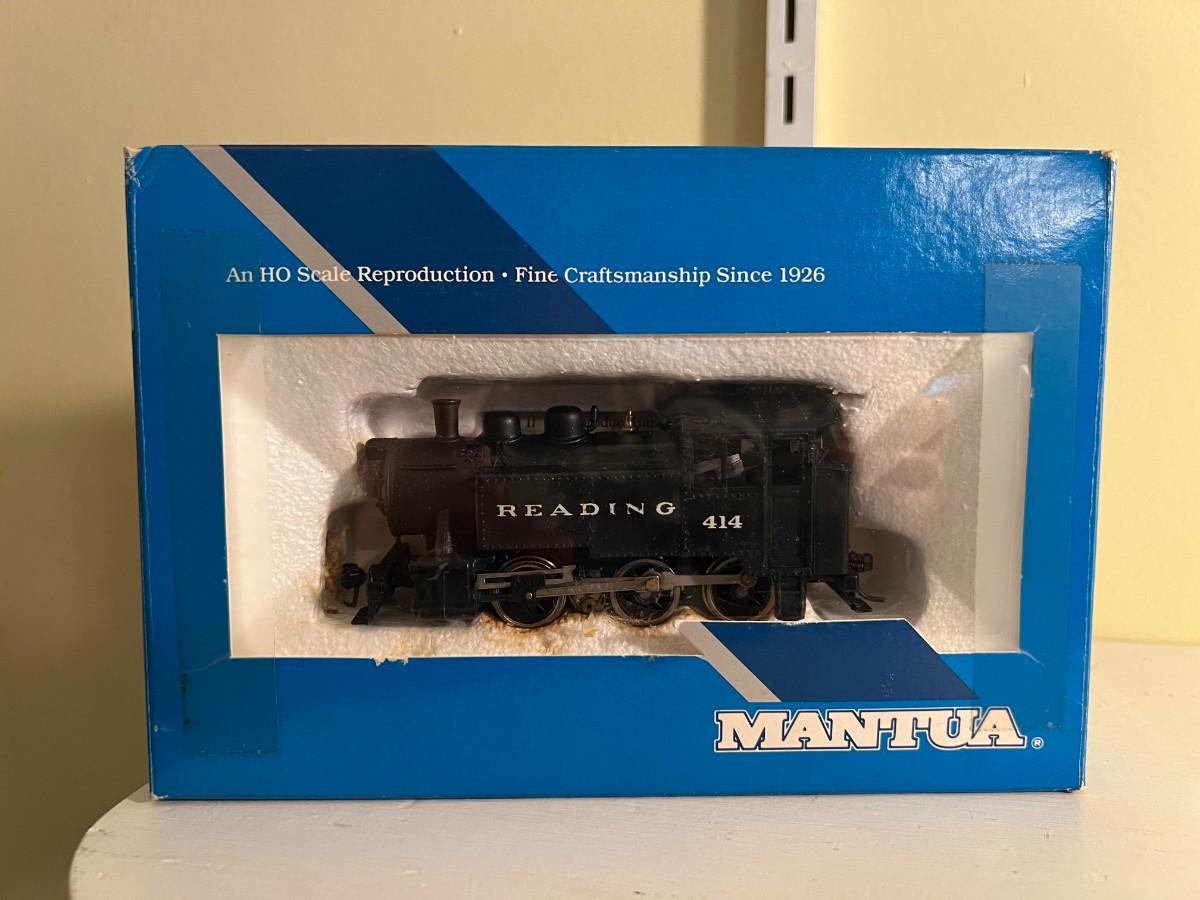 An HO Scale Reproduction • Fine Craftsmanship Since 1926
READING
414
MANTUA®